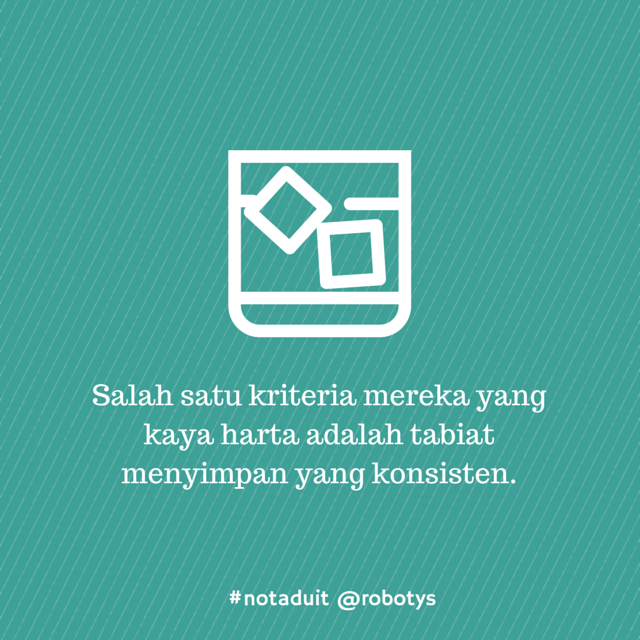 Salah satu kriteria mereka yang
kaya harta adalah tabiat
menyimpan yang konsisten.
#notaduit @robotys